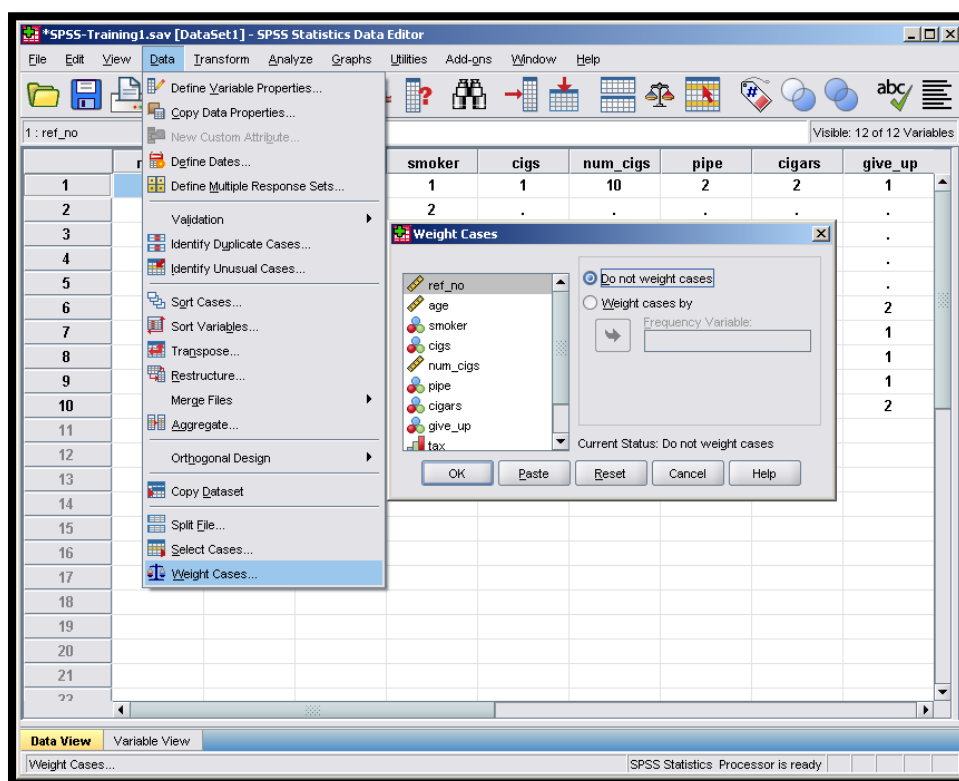 *SPSS-Training1.sav [DataSet1] - SPSS Statistics Data Editor
File Edit View Data Transform Analyze Graphs Utilities Add-ons Window Help
1 : ref_no
Visible: 12 of 12 Variables
Define Variable Properties...
Copy Data Properties...
New Custom Attribute...
Define Dates...
Define Multiple Response Sets...
Validation
Identify Duplicate Cases...
Identify Unusual Cases...
Sort Cases...
Sort Variables...
Transpose...
Restructure...
Merge Files
Aggregate...
Orthogonal Design
Copy Dataset
Split File...
Select Cases...
Weight Cases...
smoker cigs num_cigs pipe cigars give_up
1 1 1 10 2 2 1
2 2 . . . . .
3 .
4 .
5 .
6 2
7 1
8 1
9 1
10 2
11
12
13
14
15
16
17
18
19
20
21
22
Weight Cases
ref_no
age
smoker
cigs
num_cigs
pipe
cigars
give_up
tax
Do not weight cases
Weight cases by
Frequency Variable:
Current Status: Do not weight cases
OK Paste Reset Cancel Help
Data View Variable View
Weight Cases...
SPSS Statistics Processor is ready